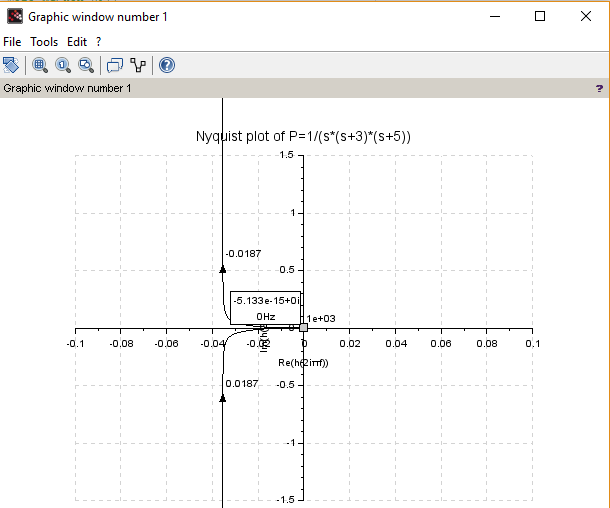 Graphic window number 1
File Tools Edit ?
Graphic window number 1 ?
Nyquist plot of P=1/(s*(s+3)*(s+5))
1.5
1
-0.0187
0.5
-5.133e-15+0i
0Hz
1e+03
0
-0.1 -0.08 -0.06 -0.04 -0.02 0 0.02 0.04 0.06 0.08 0.1
Re(h(2iπf))
0.0187
-0.5
-1
-1.5